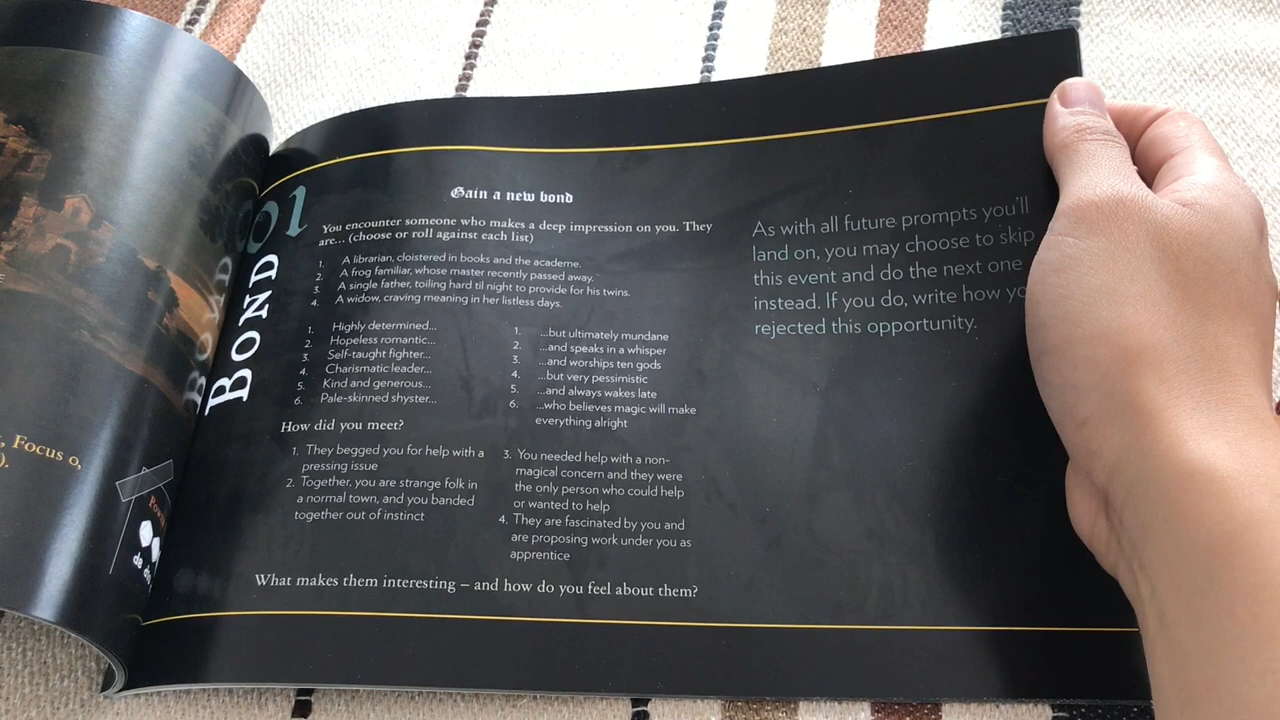 , Focus 0,
).
01
BOND
Gain a new bond
You encounter someone who makes a deep impression on you. They
are... (choose or roll against each list)
1. A librarian, cloistered in books and the academe.
2. A frog familiar, whose master recently passed away.
3. A single father, toiling hard til night to provide for his twins.
4. A widow, craving meaning in her listless days.
1. Highly determined...
2. Hopeless romantic...
3. Self-taught fighter...
4. Charismatic leader...
5. Kind and generous...
6. Pale-skinned shyster...
1. ...but ultimately mundane
2. ...and speaks in a whisper
3. ...and worships ten gods
4. ...but very pessimistic
5. ...and always wakes late
6. ...who believes magic will make
everything alright
How did you meet?
1. They begged you for help with a
pressing issue
2. Together, you are strange folk in
a normal town, and you banded
together out of instinct
3. You needed help with a non-
magical concern and they were
the only person who could help
or wanted to help
4. They are fascinated by you and
are proposing work under you as
apprentice
What makes them interesting – and how do you feel about them?
As with all future prompts you'll
land on, you may choose to skip
this event and do the next one
instead. If you do, write how yo
rejected this opportunity.